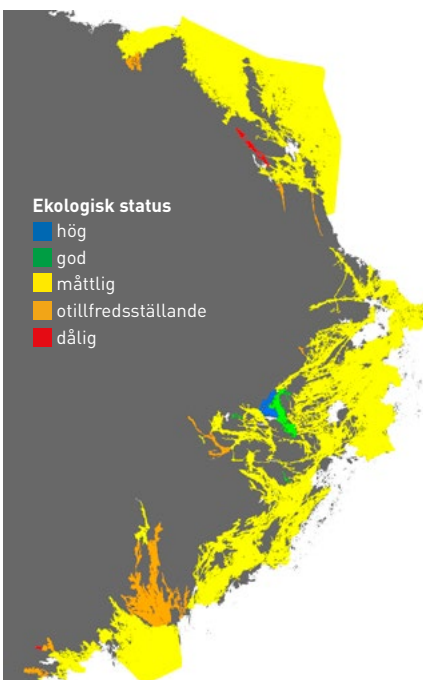 Ekologisk status
hög
god
måttlig
otillfredsställande
dålig